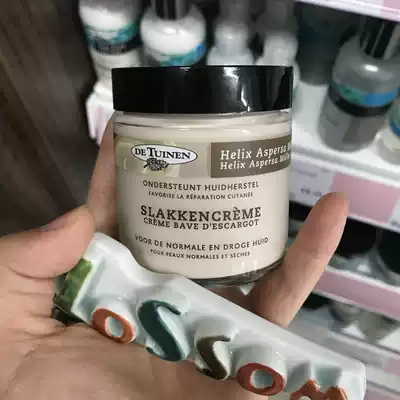 DE TUINEN
Helix Aspersa
Helix Aspersa
ONDERSTEUNT HUIDHERSTEL
FAVORISE LA RÉPARATION CUTANÉE
SLAKKENCRÈME
CRÈME BAVE D'ESCARGOT
VOOR DE NORMALE EN DROGE HUID
POUR PEAUX NORMALES ET SÈCHES
LOSCOM